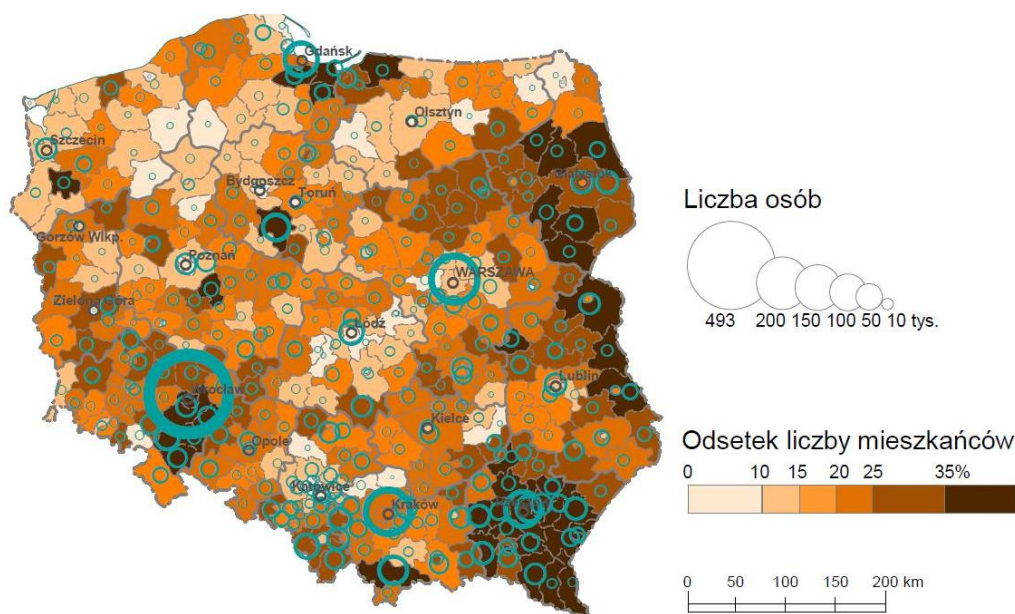 Gdańsk
Olsztyn
Szczecin
Białystok
Bydgoszcz
Toruń
Gorzów Wlkp.
Poznań
WARSZAWA
Zielona Góra
Łódź
Wrocław
Lublin
Kielce
Opole
Katowice
Kraków
Liczba osób
493 200 150 100 50 10 tys.
Odsetek liczby mieszkańców
0 10 15 20 25 35%
0 50 100 150 200 km